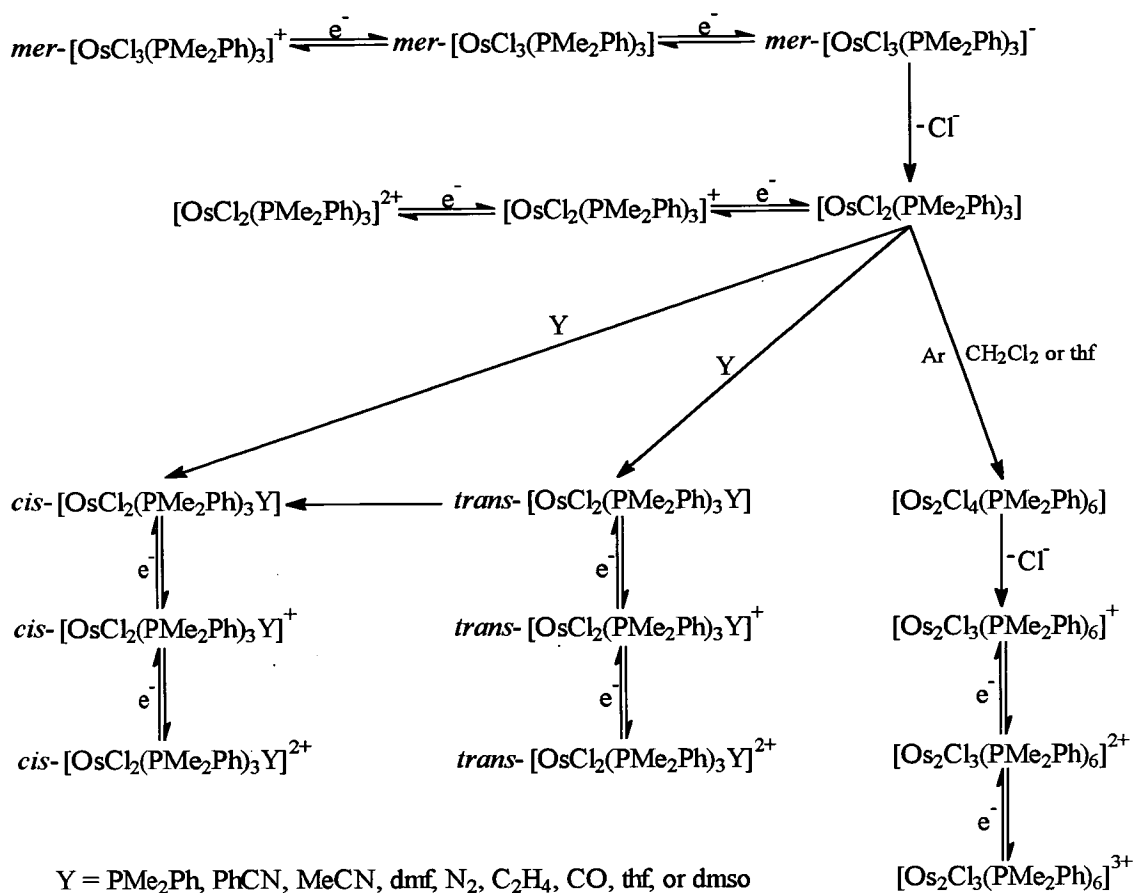 e⁻ e⁻
mer-[OsCl₃(PMe₂Ph)₃]⁺ mer-[OsCl₃(PMe₂Ph)₃] mer-[OsCl₃(PMe₂Ph)₃]⁻
-Cl⁻
[OsCl₂(PMe₂Ph)₃]²⁺ e⁻ [OsCl₂(PMe₂Ph)₃]⁺ e⁻ [OsCl₂(PMe₂Ph)₃]
Y Y Ar CH₂Cl₂ or thf
cis-[OsCl₂(PMe₂Ph)₃Y] trans-[OsCl₂(PMe₂Ph)₃Y] [Os₂Cl₄(PMe₂Ph)₆]
e⁻ e⁻ -Cl⁻
cis-[OsCl₂(PMe₂Ph)₃Y]⁺ trans-[OsCl₂(PMe₂Ph)₃Y]⁺ [Os₂Cl₃(PMe₂Ph)₆]⁺
e⁻ e⁻ e⁻
cis-[OsCl₂(PMe₂Ph)₃Y]²⁺ trans-[OsCl₂(PMe₂Ph)₃Y]²⁺ [Os₂Cl₃(PMe₂Ph)₆]²⁺
e⁻
Y = PMe₂Ph, PhCN, MeCN, dmf, N₂, C₂H₄, CO, thf, or dmso [Os₂Cl₃(PMe₂Ph)₆]³⁺